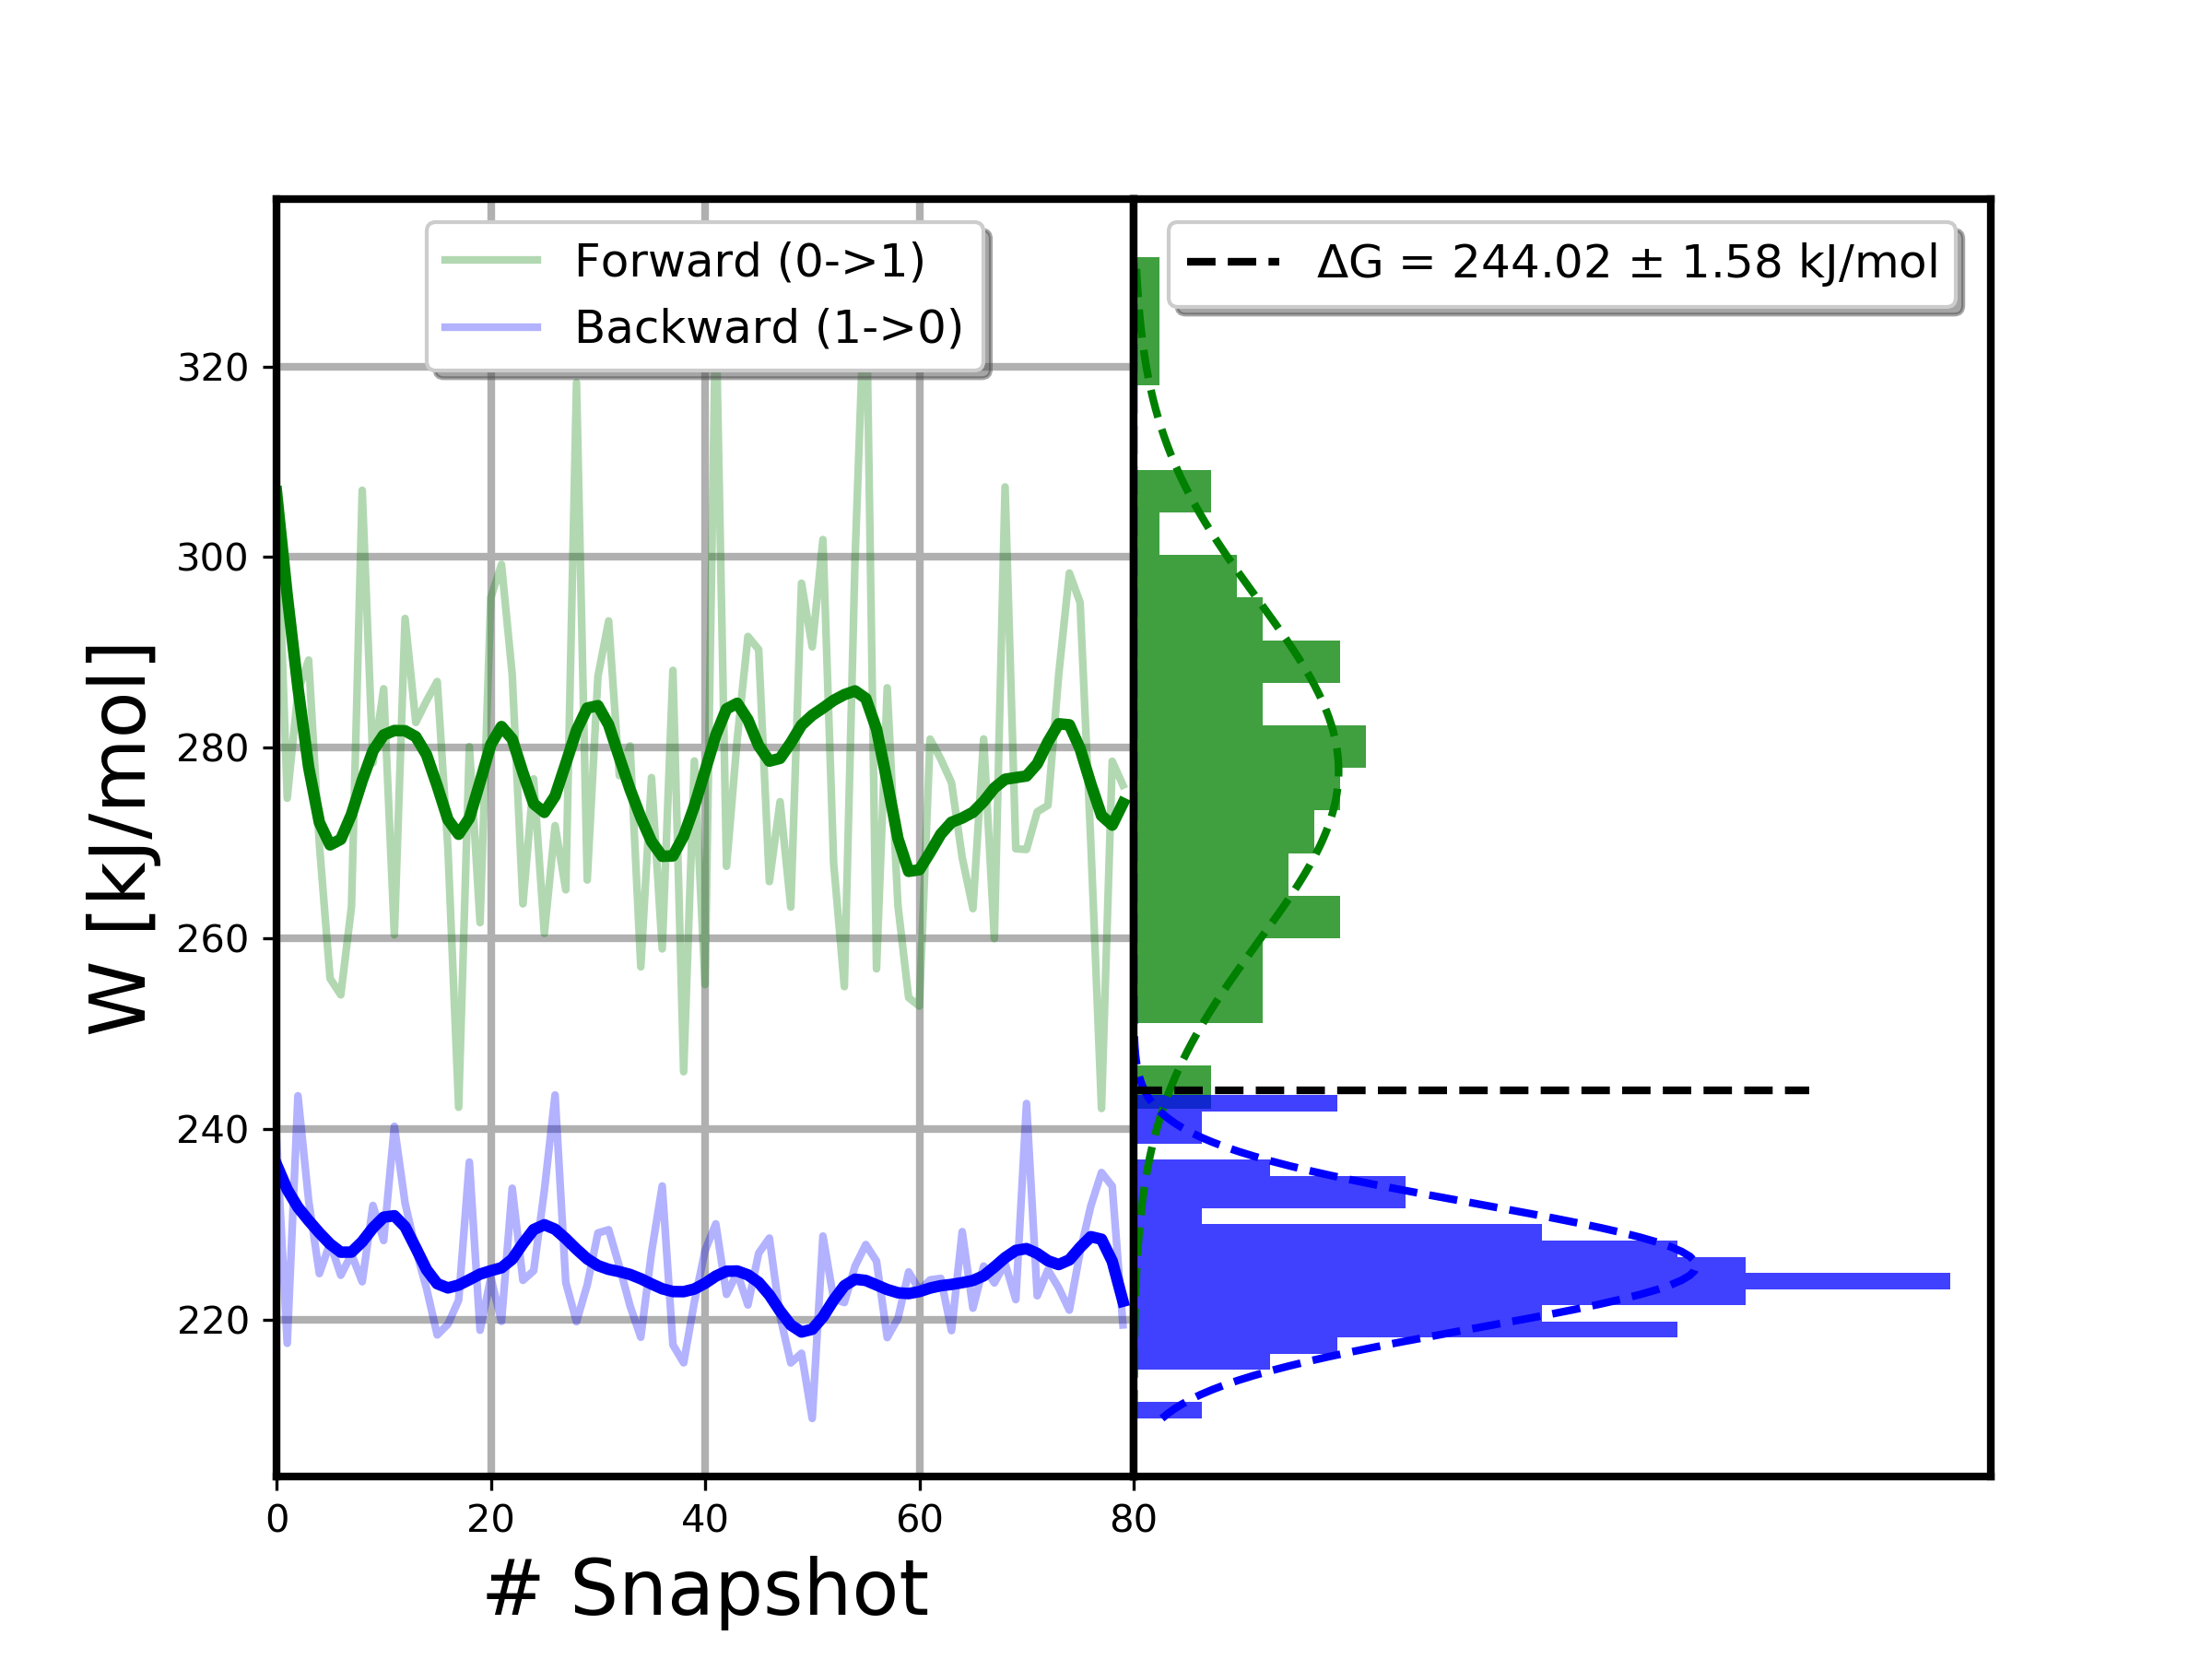 Forward (0->1)
Backward (1->0)
ΔG = 244.02 ± 1.58 kJ/mol
W [kJ/mol]
320
300
280
260
240
220
0 20 40 60 80
# Snapshot